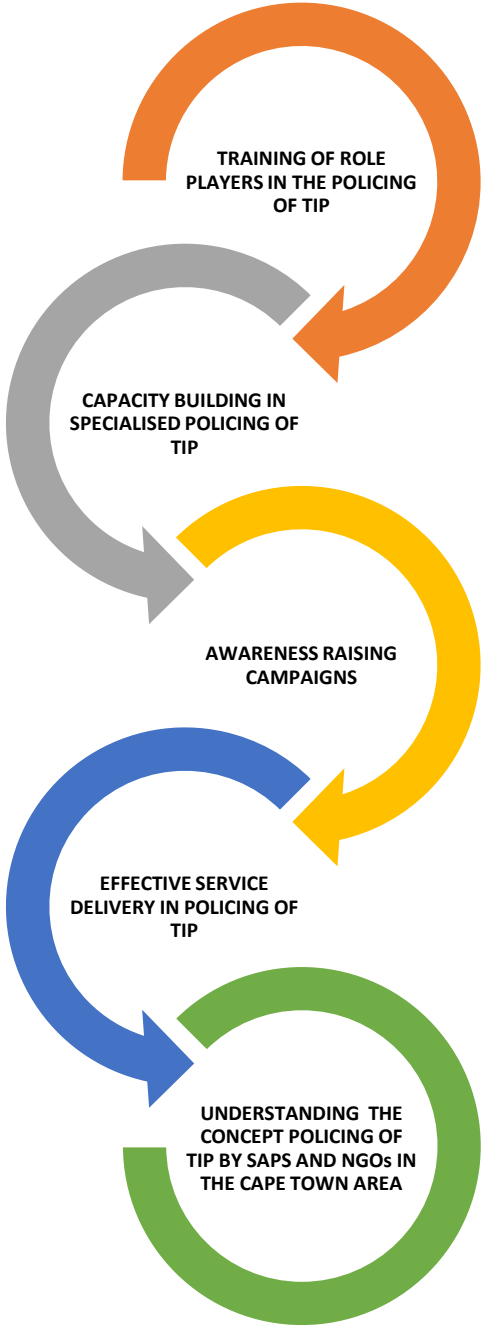 TRAINING OF ROLE
PLAYERS IN THE POLICING
OF TIP
CAPACITY BUILDING IN
SPECIALISED POLICING OF
TIP
AWARENESS RAISING
CAMPAIGNS
EFFECTIVE SERVICE
DELIVERY IN POLICING OF
TIP
UNDERSTANDING THE
CONCEPT POLICING OF
TIP BY SAPS AND NGOs IN
THE CAPE TOWN AREA